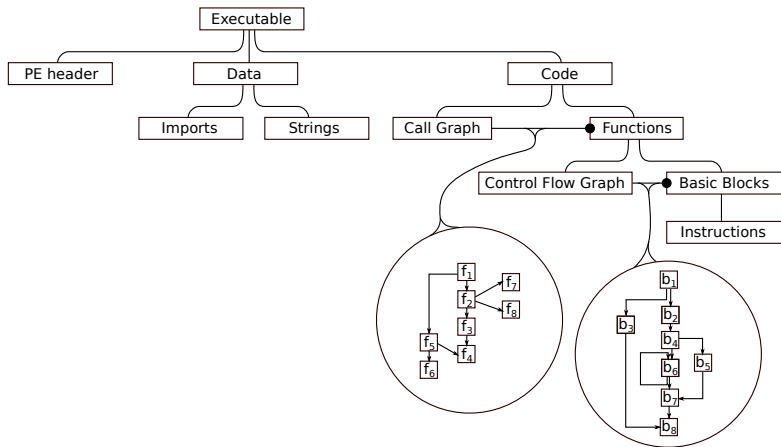 Executable
PE header
Data
Code
Imports
Strings
Call Graph
Functions
Control Flow Graph
Basic Blocks
Instructions
f1
f2
f7
f8
f3
f5
f4
f6
b1
b2
b3
b4
b5
b6
b7
b8